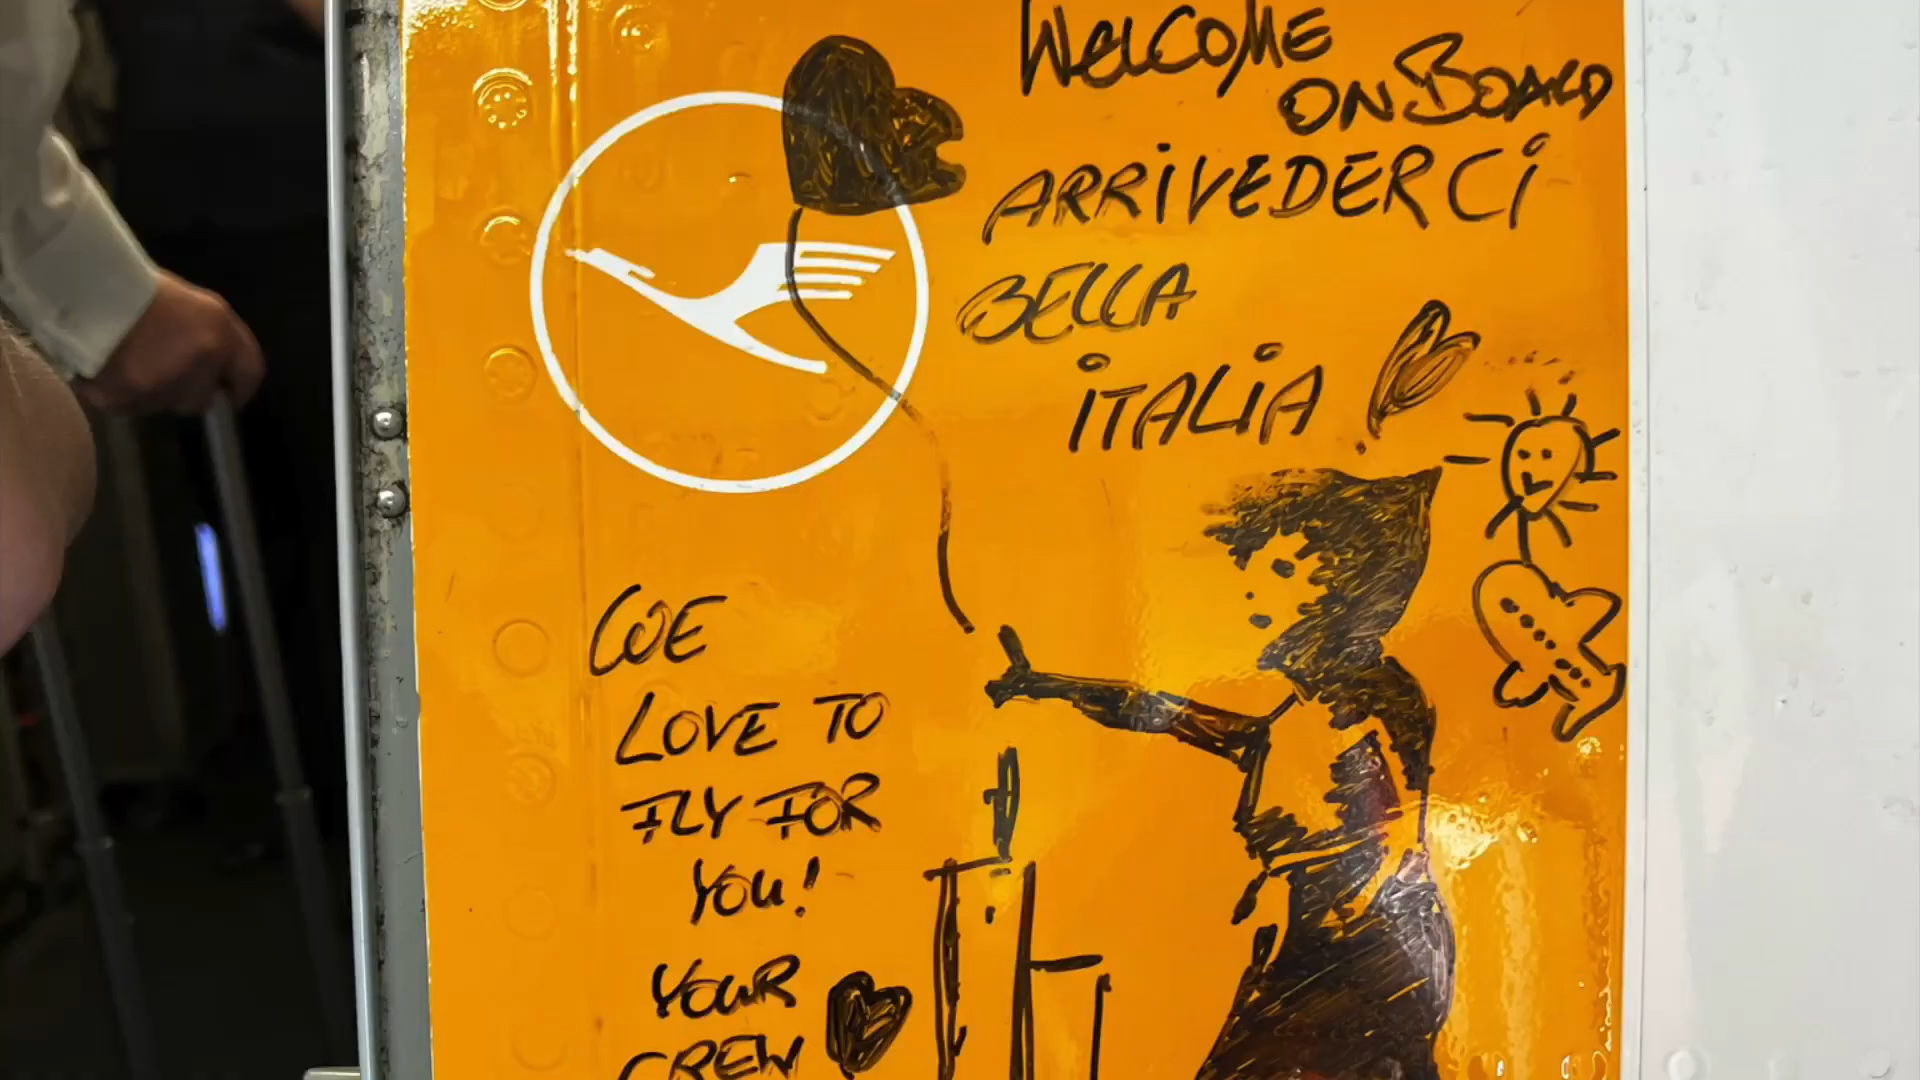 WELCOME
ON BOARD
ARRIVEDERCI
BELLA
ITALIA
WE
LOVE TO
FLY FOR
YOU!
YOUR
CREW